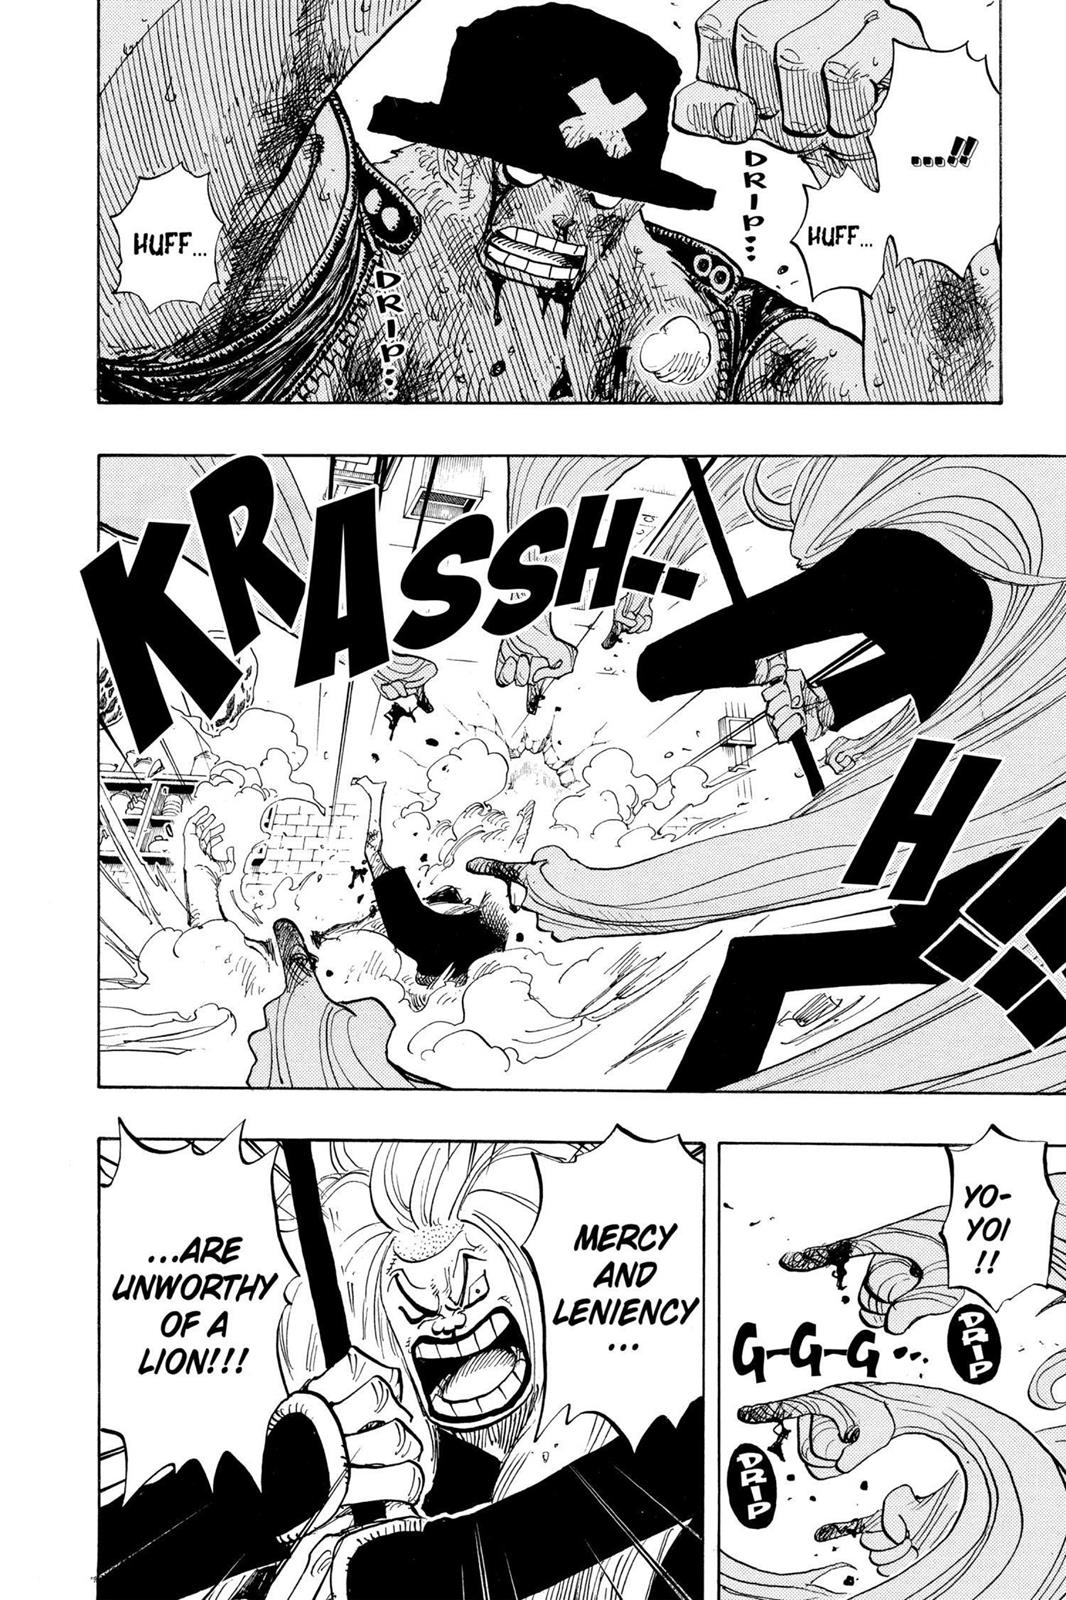 ...!!
HUFF...
DRIP...
HUFF...
DRIP...
KRASSH--
H!!!
YO-
YOI
!!
DRIP
G-G-G...
DRIP
MERCY
AND
LENIENCY
...
...ARE
UNWORTHY
OF A
LION!!!